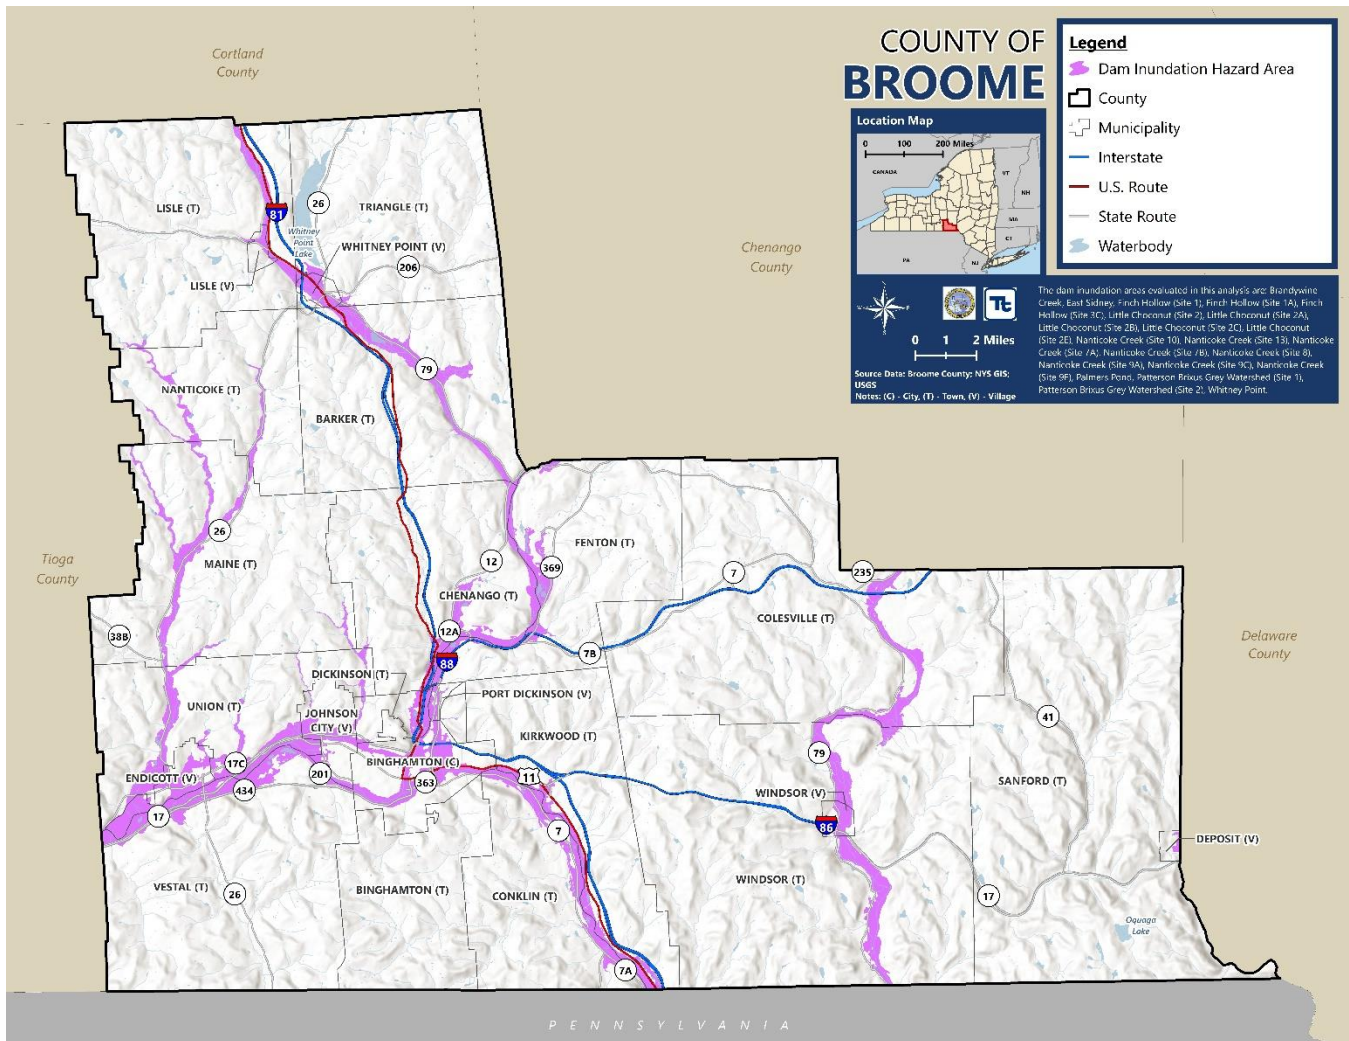 Cortland
County
COUNTY OF
BROOME
Legend
Dam Inundation Hazard Area
County
Municipality
Interstate
U.S. Route
State Route
Waterbody
Location Map
0 100 200 Miles
CANADA
VT
NH
MA
CT
PA
NJ
Tt
0 1 2 Miles
Source Data: Broome County; NYS GIS;
USGS
Notes: (C) - City, (T) - Town, (V) - Village
The dam inundation areas evaluated in this analysis are: Brandywine
Creek, East Sidney, Finch Hollow (Site 1), Finch Hollow (Site 1A), Finch
Hollow (Site 3C), Little Choconut (Site 2), Little Choconut (Site 2A),
Little Choconut (Site 2B), Little Choconut (Site 2C), Little Choconut
(Site 2E), Nanticoke Creek (Site 10), Nanticoke Creek (Site 13), Nanticoke
Creek (Site 7A), Nanticoke Creek (Site 7B), Nanticoke Creek (Site 8),
Nanticoke Creek (Site 9A), Nanticoke Creek (Site 9C), Nanticoke Creek
(Site 9F), Palmers Pond, Patterson Brixus Grey Watershed (Site 1),
Patterson Brixus Grey Watershed (Site 2), Whitney Point.
LISLE (T)
81
26
TRIANGLE (T)
Whitney
Point
Lake
WHITNEY POINT (V)
206
Chenango
County
LISLE (V)
79
NANTICOKE (T)
BARKER (T)
26
12
FENTON (T)
369
Tioga
County
MAINE (T)
7
235
CHENANGO (T)
COLESVILLE (T)
38B
12A
7B
Delaware
County
88
DICKINSON (T)
PORT DICKINSON (V)
UNION (T)
JOHNSON
CITY (V)
41
KIRKWOOD (T)
79
17C
BINGHAMTON (C)
ENDICOTT (V)
201
363
11
SANFORD (T)
434
WINDSOR (V)
17
7
86
DEPOSIT (V)
VESTAL (T)
26
BINGHAMTON (T)
CONKLIN (T)
WINDSOR (T)
17
Oquaga
Lake
7A
PENNSYLVANIA